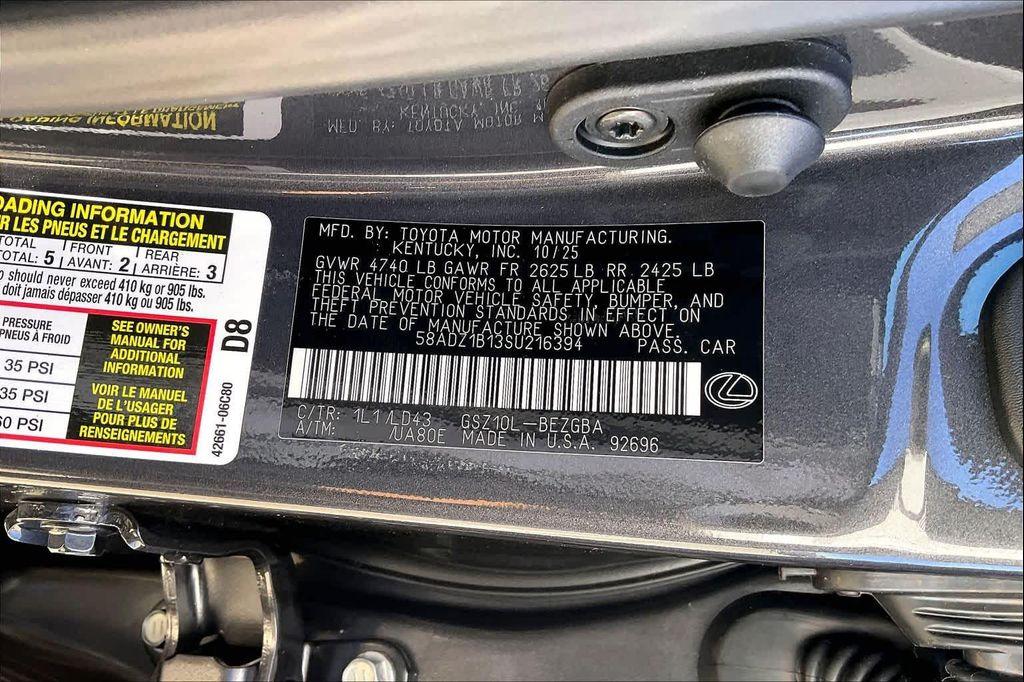 OADING INFORMATION
R LES PNEUS ET LE CHARGEMENT
TOTAL
TOTAL: 5
FRONT
AVANT: 2
REAR
ARRIÈRE: 3
o should never exceed 410 kg or 905 lbs.
doit jamais dépasser 410 kg ou 905 lbs.
PRESSURE
PNEUS À FROID
35 PSI
35 PSI
60 PSI
SEE OWNER'S
MANUAL FOR
ADDITIONAL
INFORMATION
VOIR LE MANUEL
DE L'USAGER
POUR PLUS DE
RENSEIGNEMENTS
D8
42661-06C80
MFD. BY: TOYOTA MOTOR MANUFACTURING.
KENTUCKY, INC. 10/25
GVWR 4740 LB GAWR FR 2625 LB RR 2425 LB
THIS VEHICLE CONFORMS TO ALL APPLICABLE
FEDERAL MOTOR VEHICLE SAFETY, BUMPER, AND
THEFT PREVENTION STANDARDS IN EFFECT ON
THE DATE OF MANUFACTURE SHOWN ABOVE.
58ADZ1B13SU216394 PASS. CAR
C/TR: 1L1/LD43 GSZ10L-BEZGBA
A/TM: /UA80E MADE IN U.S.A. 92696